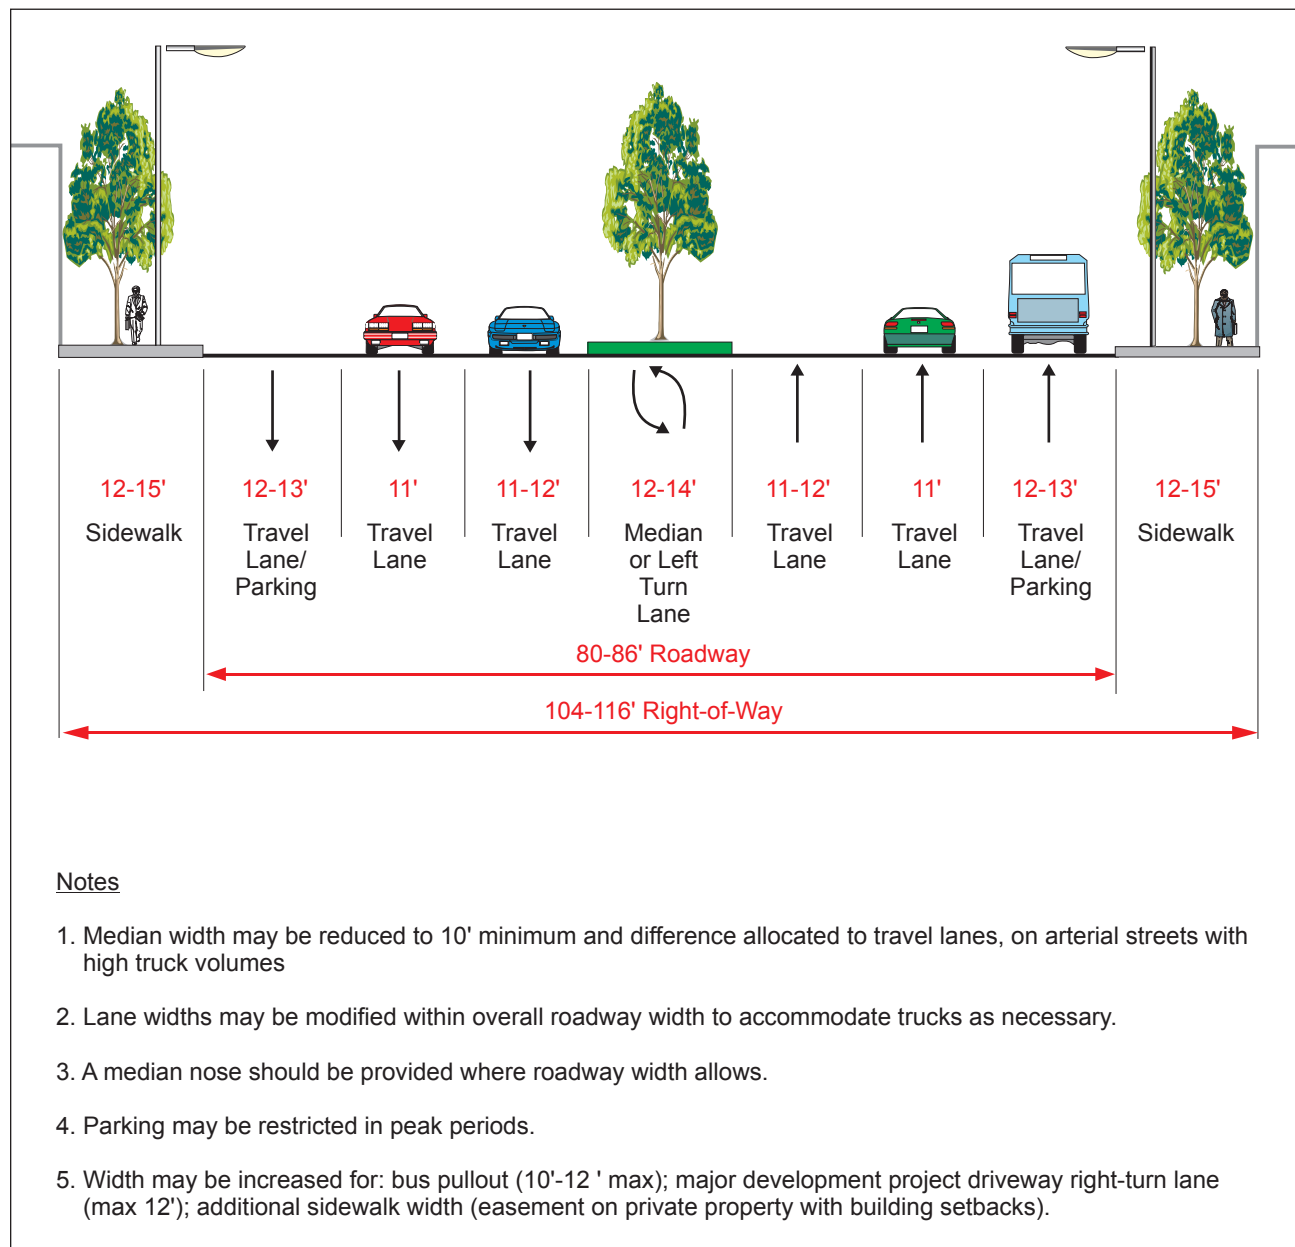 12-15'
Sidewalk
12-13'
Travel
Lane/
Parking
11'
Travel
Lane
11-12'
Travel
Lane
12-14'
Median
or Left
Turn
Lane
11-12'
Travel
Lane
11'
Travel
Lane
12-13'
Travel
Lane/
Parking
12-15'
Sidewalk
80-86' Roadway
104-116' Right-of-Way
Notes
1. Median width may be reduced to 10' minimum and difference allocated to travel lanes, on arterial streets with
high truck volumes
2. Lane widths may be modified within overall roadway width to accommodate trucks as necessary.
3. A median nose should be provided where roadway width allows.
4. Parking may be restricted in peak periods.
5. Width may be increased for: bus pullout (10'-12 ' max); major development project driveway right-turn lane
(max 12'); additional sidewalk width (easement on private property with building setbacks).